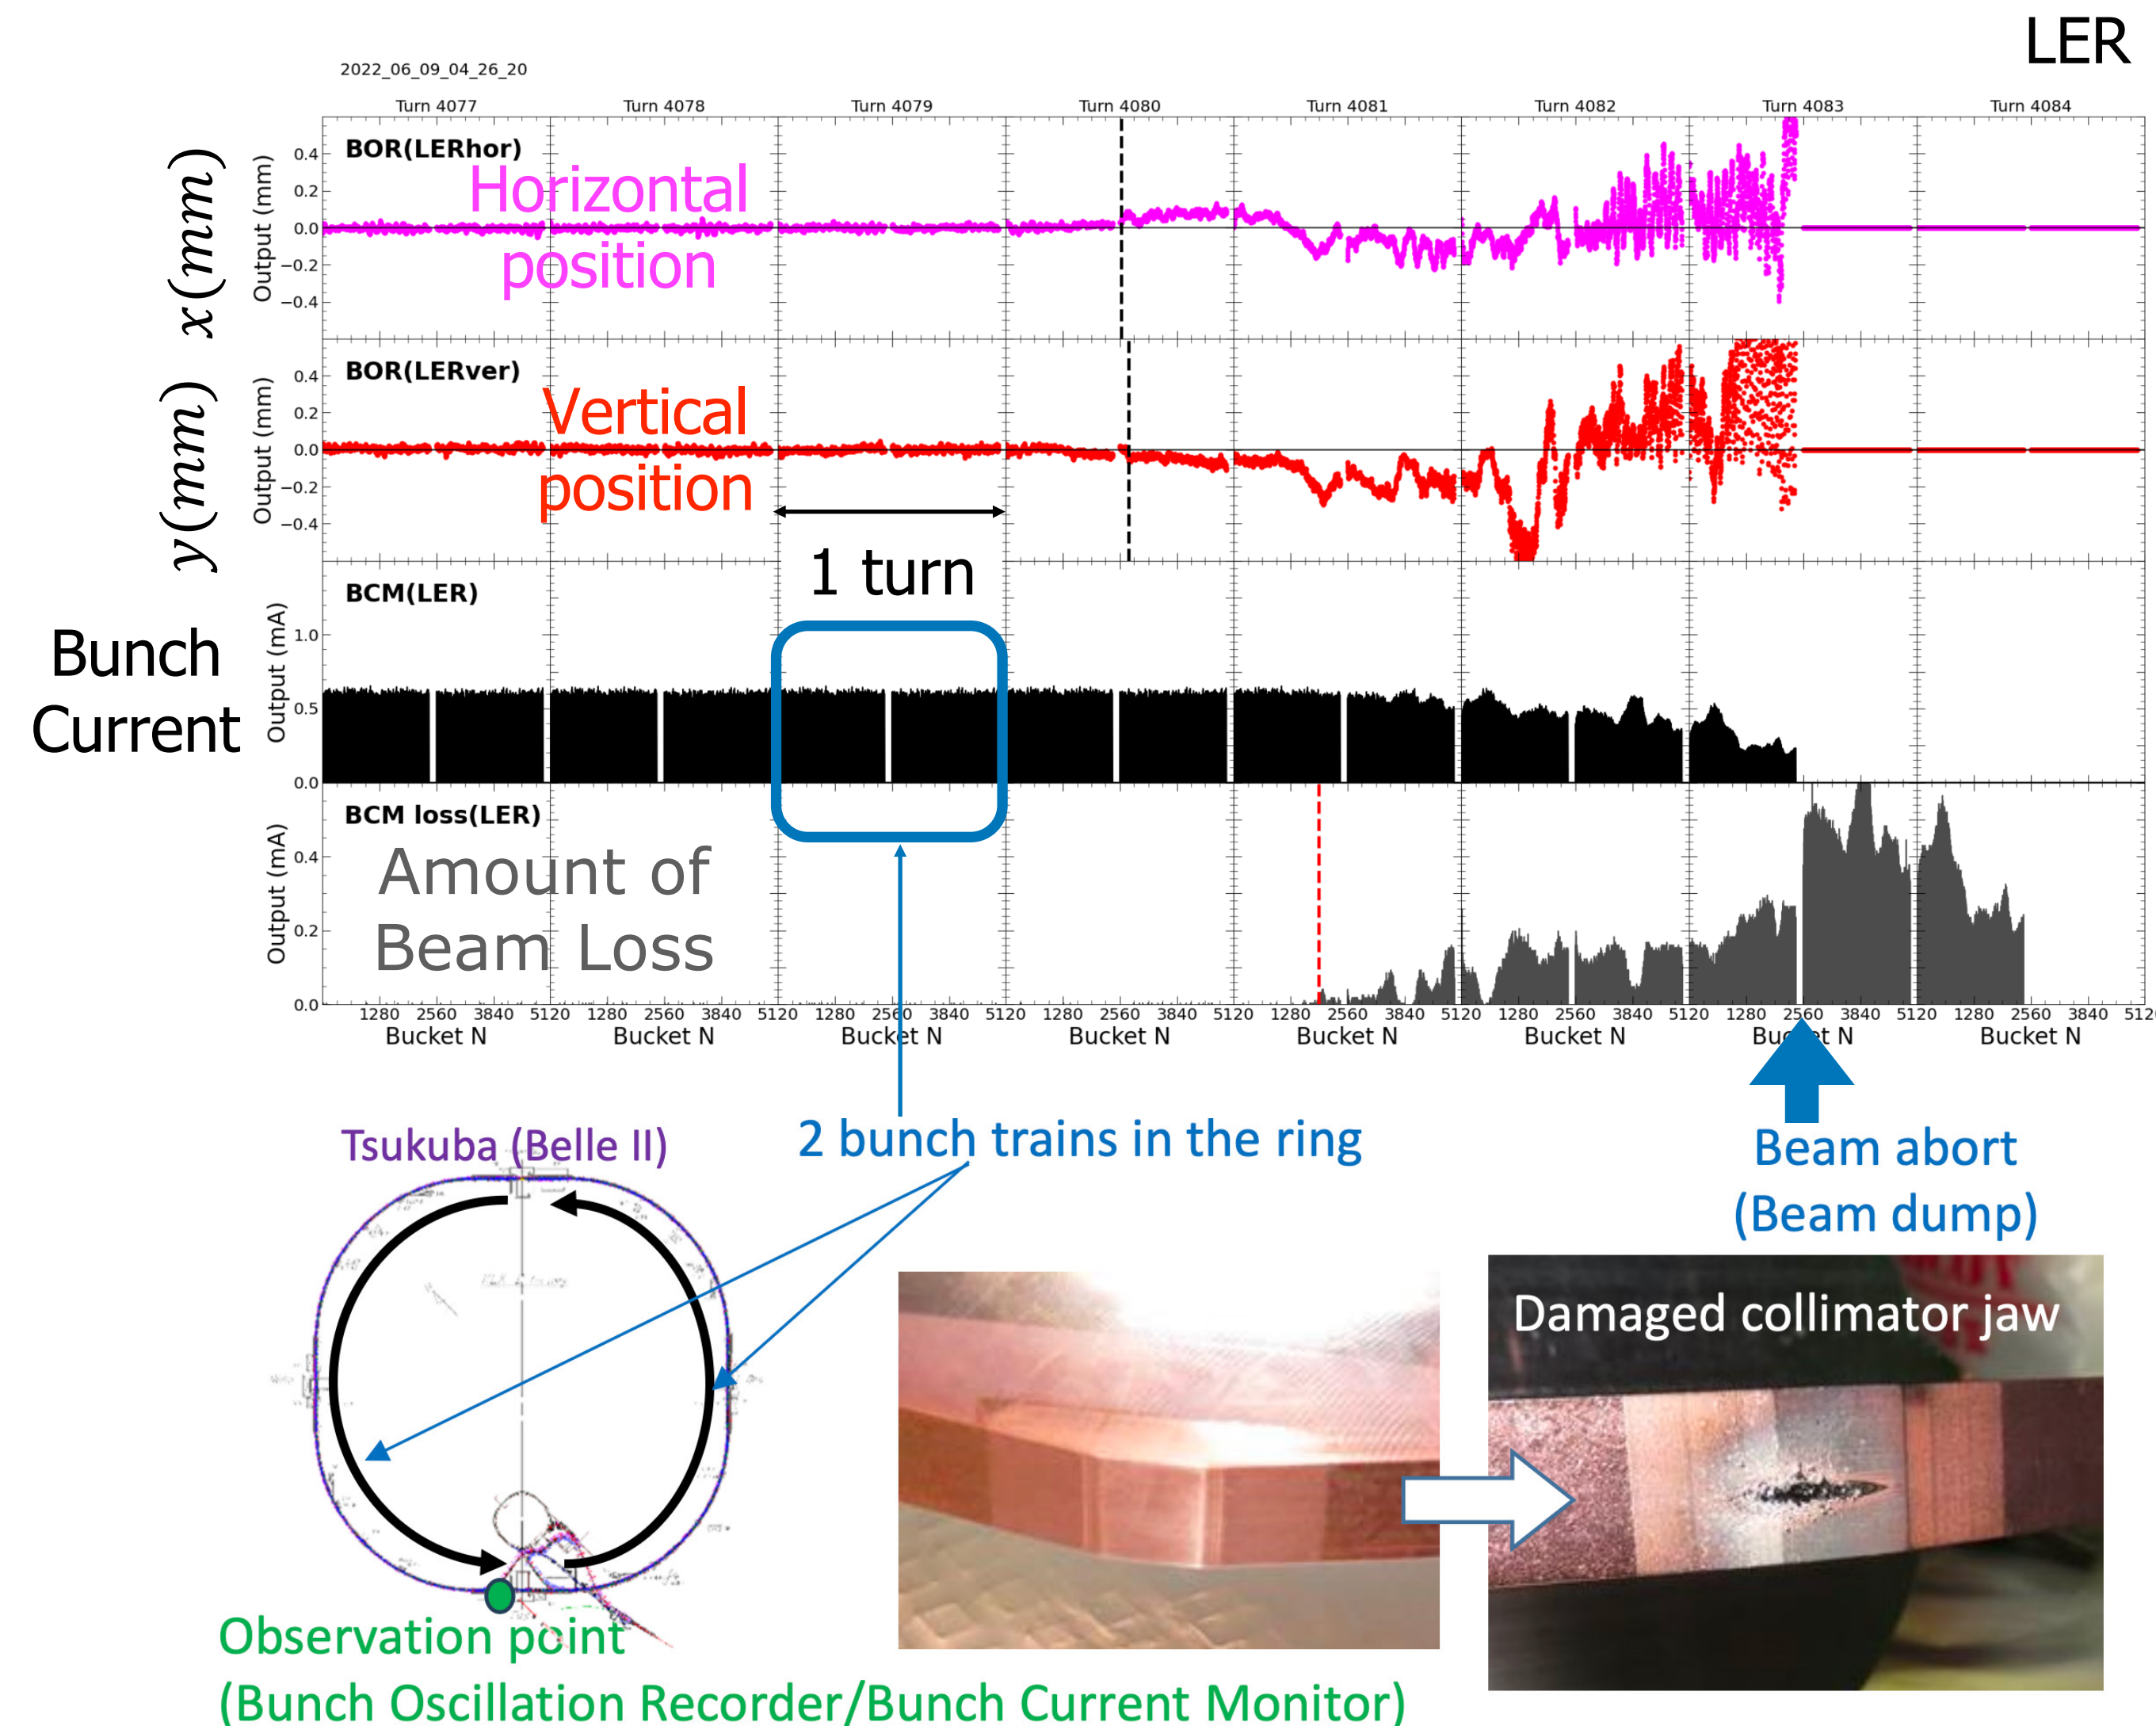 LER
2022_06_09_04_26_20
Turn 4077 Turn 4078 Turn 4079 Turn 4080 Turn 4081 Turn 4082 Turn 4083 Turn 4084
x(mm)
Output (mm)
0.4
0.2
0.0
−0.2
−0.4
BOR(LERhor)
Horizontal
position
y(mm)
Output (mm)
0.4
0.2
0.0
−0.2
−0.4
BOR(LERver)
Vertical
position
1 turn
Bunch
Current
Output (mA)
1.0
0.5
0.0
BCM(LER)
Output (mA)
0.4
0.2
0.0
BCM loss(LER)
Amount of
Beam Loss
1280 2560 3840 5120 1280 2560 3840 5120 1280 2560 3840 5120 1280 2560 3840 5120 1280 2560 3840 5120 1280 2560 3840 5120 1280 2560 3840 5120 1280 2560 3840 512
Bucket N Bucket N Bucket N Bucket N Bucket N Bucket N Bucket N Bucket N
Tsukuba (Belle II)
2 bunch trains in the ring
Beam abort
(Beam dump)
Damaged collimator jaw
Observation point
(Bunch Oscillation Recorder/Bunch Current Monitor)